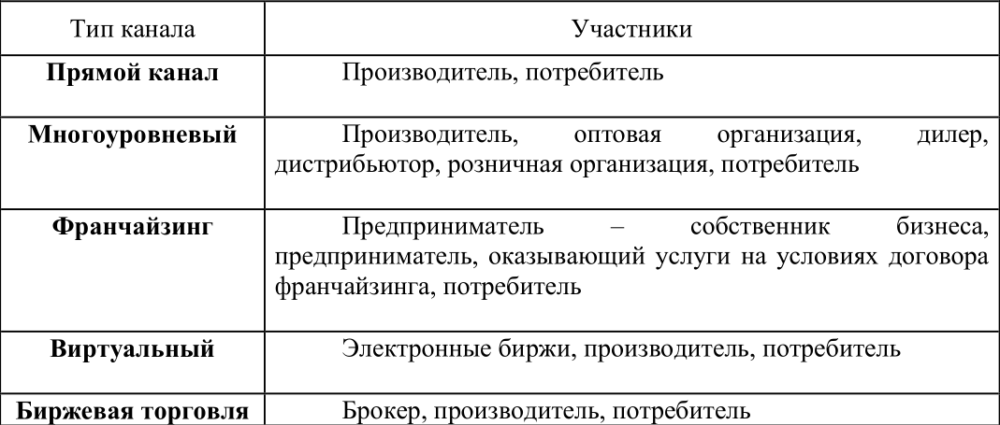 Тип канала Участники
Прямой канал Производитель, потребитель
Многоуровневый Производитель, оптовая организация, дилер,
дистрибьютор, розничная организация, потребитель
Франчайзинг Предприниматель – собственник бизнеса,
предприниматель, оказывающий услуги на условиях договора
франчайзинга, потребитель
Виртуальный Электронные биржи, производитель, потребитель
Биржевая торговля Брокер, производитель, потребитель